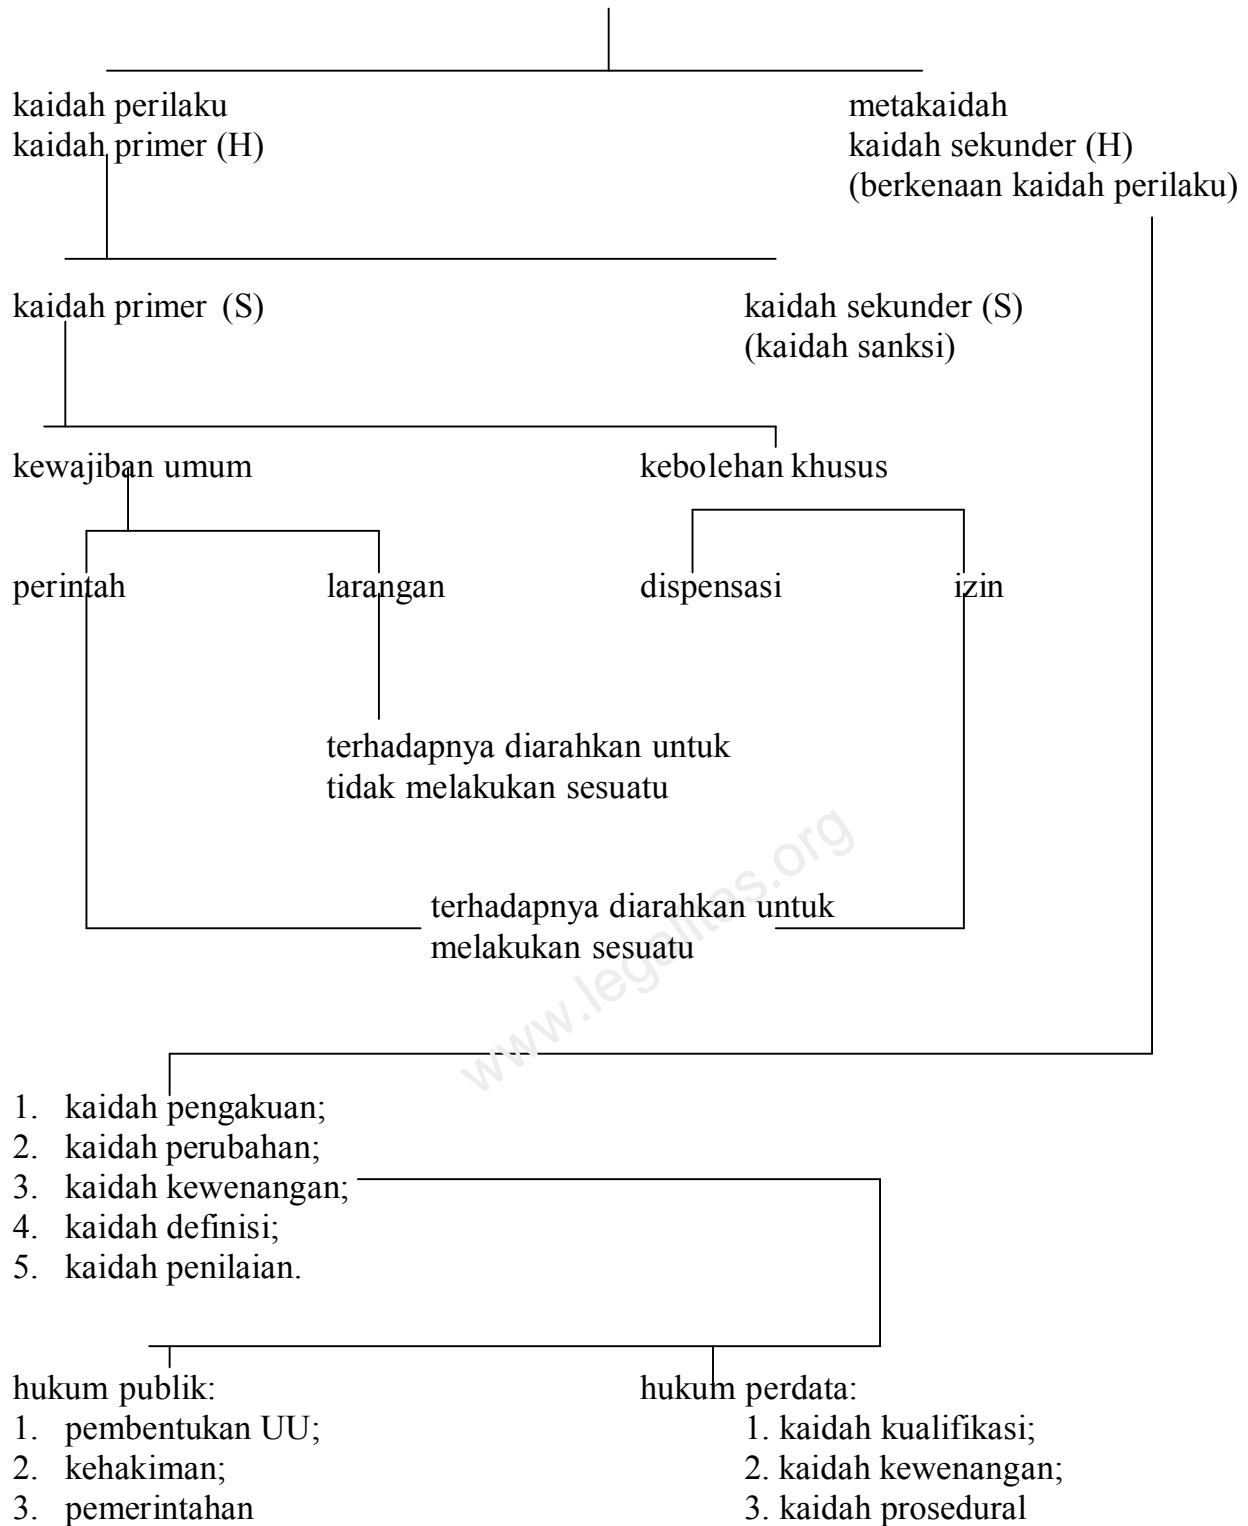 kaidah perilaku
kaidah primer (H)
metakaidah
kaidah sekunder (H)
(berkenaan kaidah perilaku)
kaidah primer (S)
kaidah sekunder (S)
(kaidah sanksi)
kewajiban umum
kebolehan khusus
perintah
larangan
dispensasi
izin
terhadapnya diarahkan untuk
tidak melakukan sesuatu
terhadapnya diarahkan untuk
melakukan sesuatu
www.legalitas.org
1. kaidah pengakuan;
2. kaidah perubahan;
3. kaidah kewenangan;
4. kaidah definisi;
5. kaidah penilaian.
hukum publik:
1. pembentukan UU;
2. kehakiman;
3. pemerintahan
hukum perdata:
1. kaidah kualifikasi;
2. kaidah kewenangan;
3. kaidah prosedural